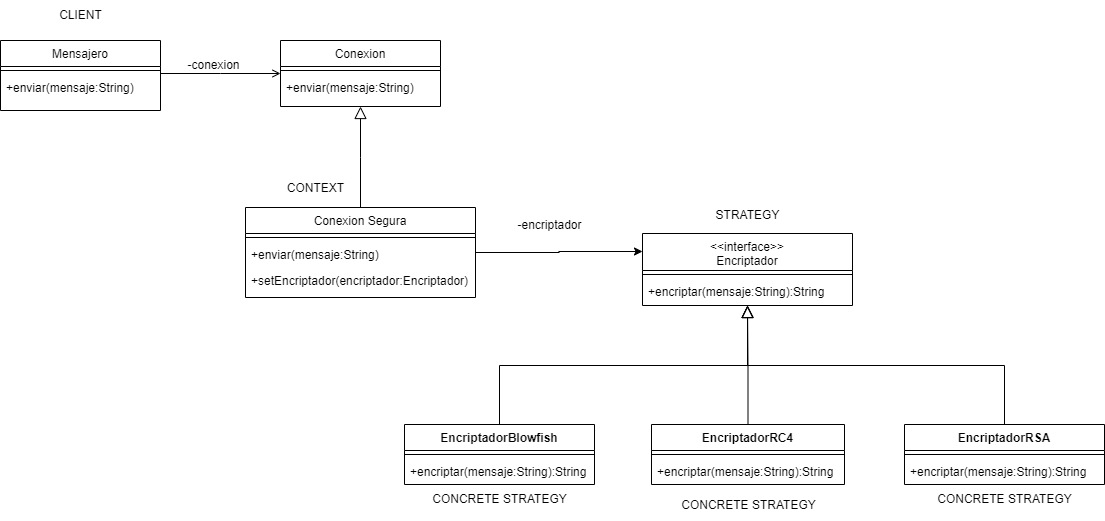 CLIENT
Mensajero
+enviar(mensaje:String)
-conexion
Conexion
+enviar(mensaje:String)
CONTEXT
Conexion Segura
+enviar(mensaje:String)
+setEncriptador(encriptador:Encriptador)
-encriptador
STRATEGY
<<interface>>
Encriptador
+encriptar(mensaje:String):String
EncriptadorBlowfish
+encriptar(mensaje:String):String
CONCRETE STRATEGY
EncriptadorRC4
+encriptar(mensaje:String):String
CONCRETE STRATEGY
EncriptadorRSA
+encriptar(mensaje:String):String
CONCRETE STRATEGY